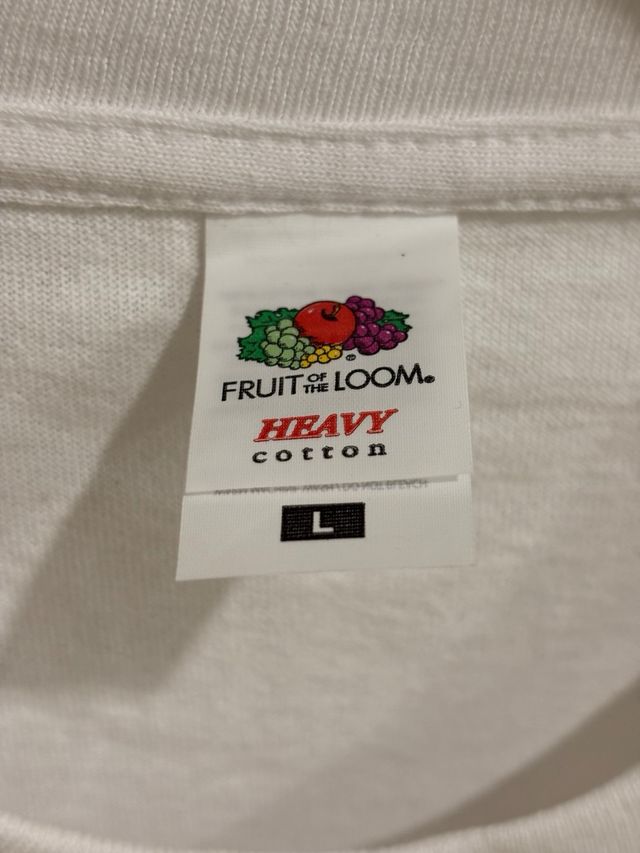 FRUIT OF THE LOOM®
HEAVY
cotton
L